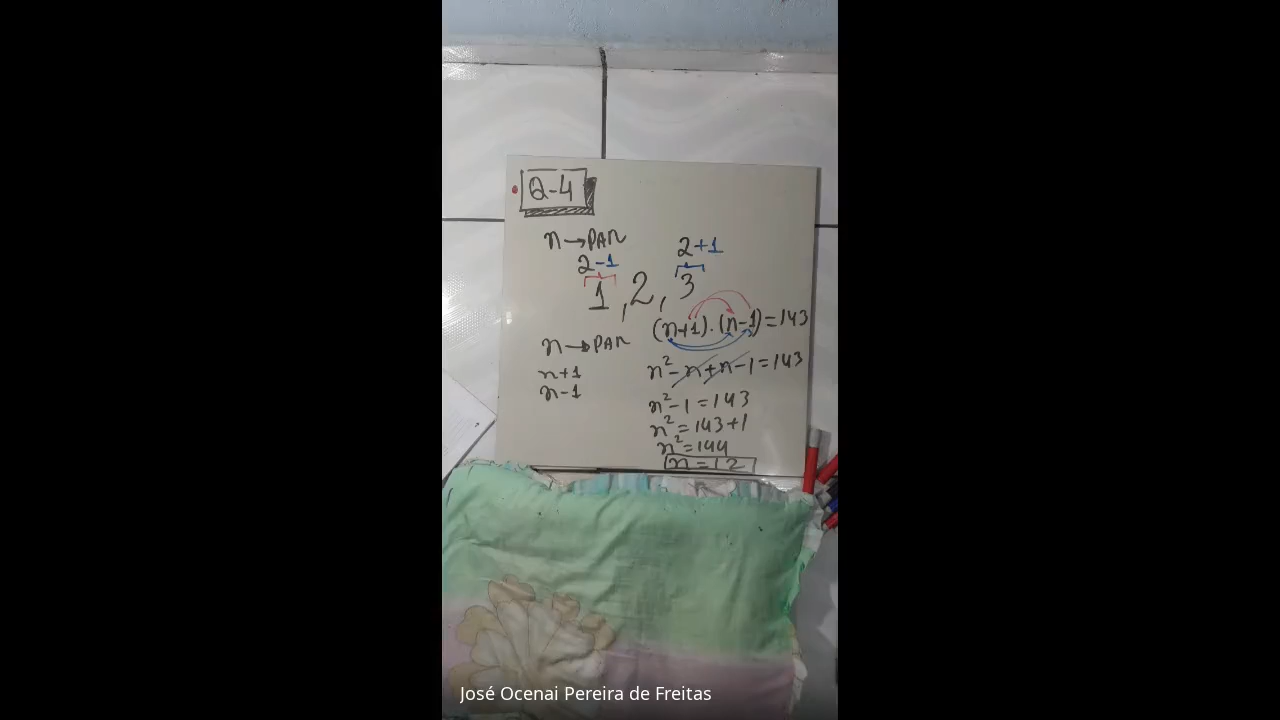 Q-4
n→PAR
2-1
2+1
1, 2, 3
(n+1).(n-1)=143
n→PAR
n+1
n-1
n²-n+n-1=143
n²-1=143
n²=143+1
n²=144
n=12
José Ocenai Pereira de Freitas